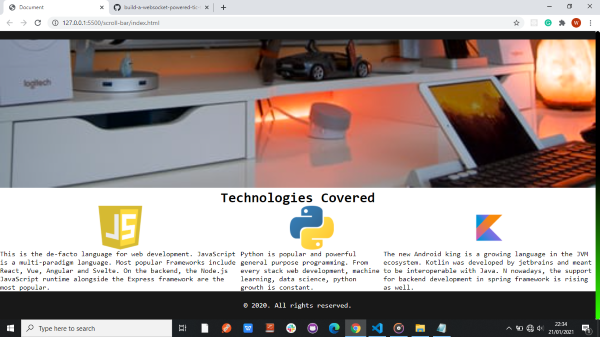 Document
build-a-websocket-powered-tic
127.0.0.1:5500/scroll-bar/index.html
W
logitech
Technologies Covered
JS
This is the de-facto language for web development. JavaScript
is a multi-paradigm language. Most popular Frameworks include
React, Vue, Angular and Svelte. On the backend, the Node.js
JavaScript runtime alongside the Express framework are the
most popular.
Python is popular and powerful
general purpose programming. From
every stack web development, machine
learning, data science, python
growth is constant.
The new Android king is a growing language in the JVM
ecosystem. Kotlin was developed by jetbrains and meant
to be interoperable with Java. N nowadays, the support
for backend development in spring framework is rising
as well.
© 2020. All rights reserved.
Type here to search
22:34
21/01/2021